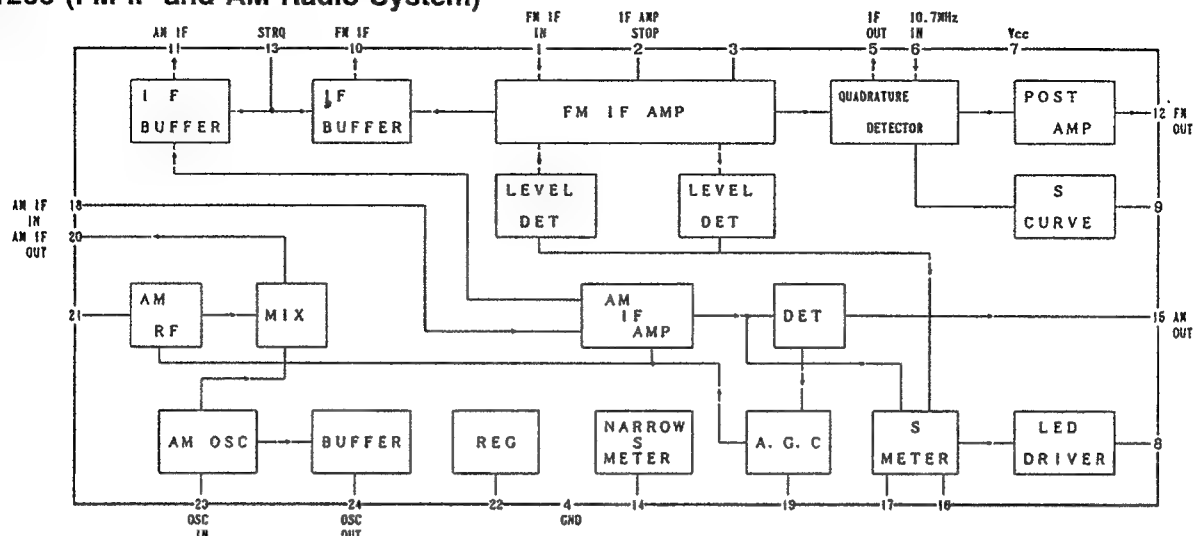 (FM IF and AM Radio System)
AM IF
11
STRQ
13
FM IF
10
FM IF
IN
1
IF AMP
STOP
2
3
IF
OUT
5
10.7MHz
IN
6
Vcc
7
I F
BUFFER
IF
BUFFER
FM IF AMP
QUADRATURE
DETECTOR
POST
AMP
12 FM
OUT
LEVEL
DET
LEVEL
DET
S
CURVE
9
AM IF
IN
18
AM IF
OUT
20
21
AM
RF
MIX
AM
IF
AMP
DET
15 AM
OUT
AM OSC
BUFFER
REG
NARROW
S
METER
A. G. C
S
METER
LED
DRIVER
8
23
OSC
IN
24
OSC
OUT
22
4
GND
14
19
17
16